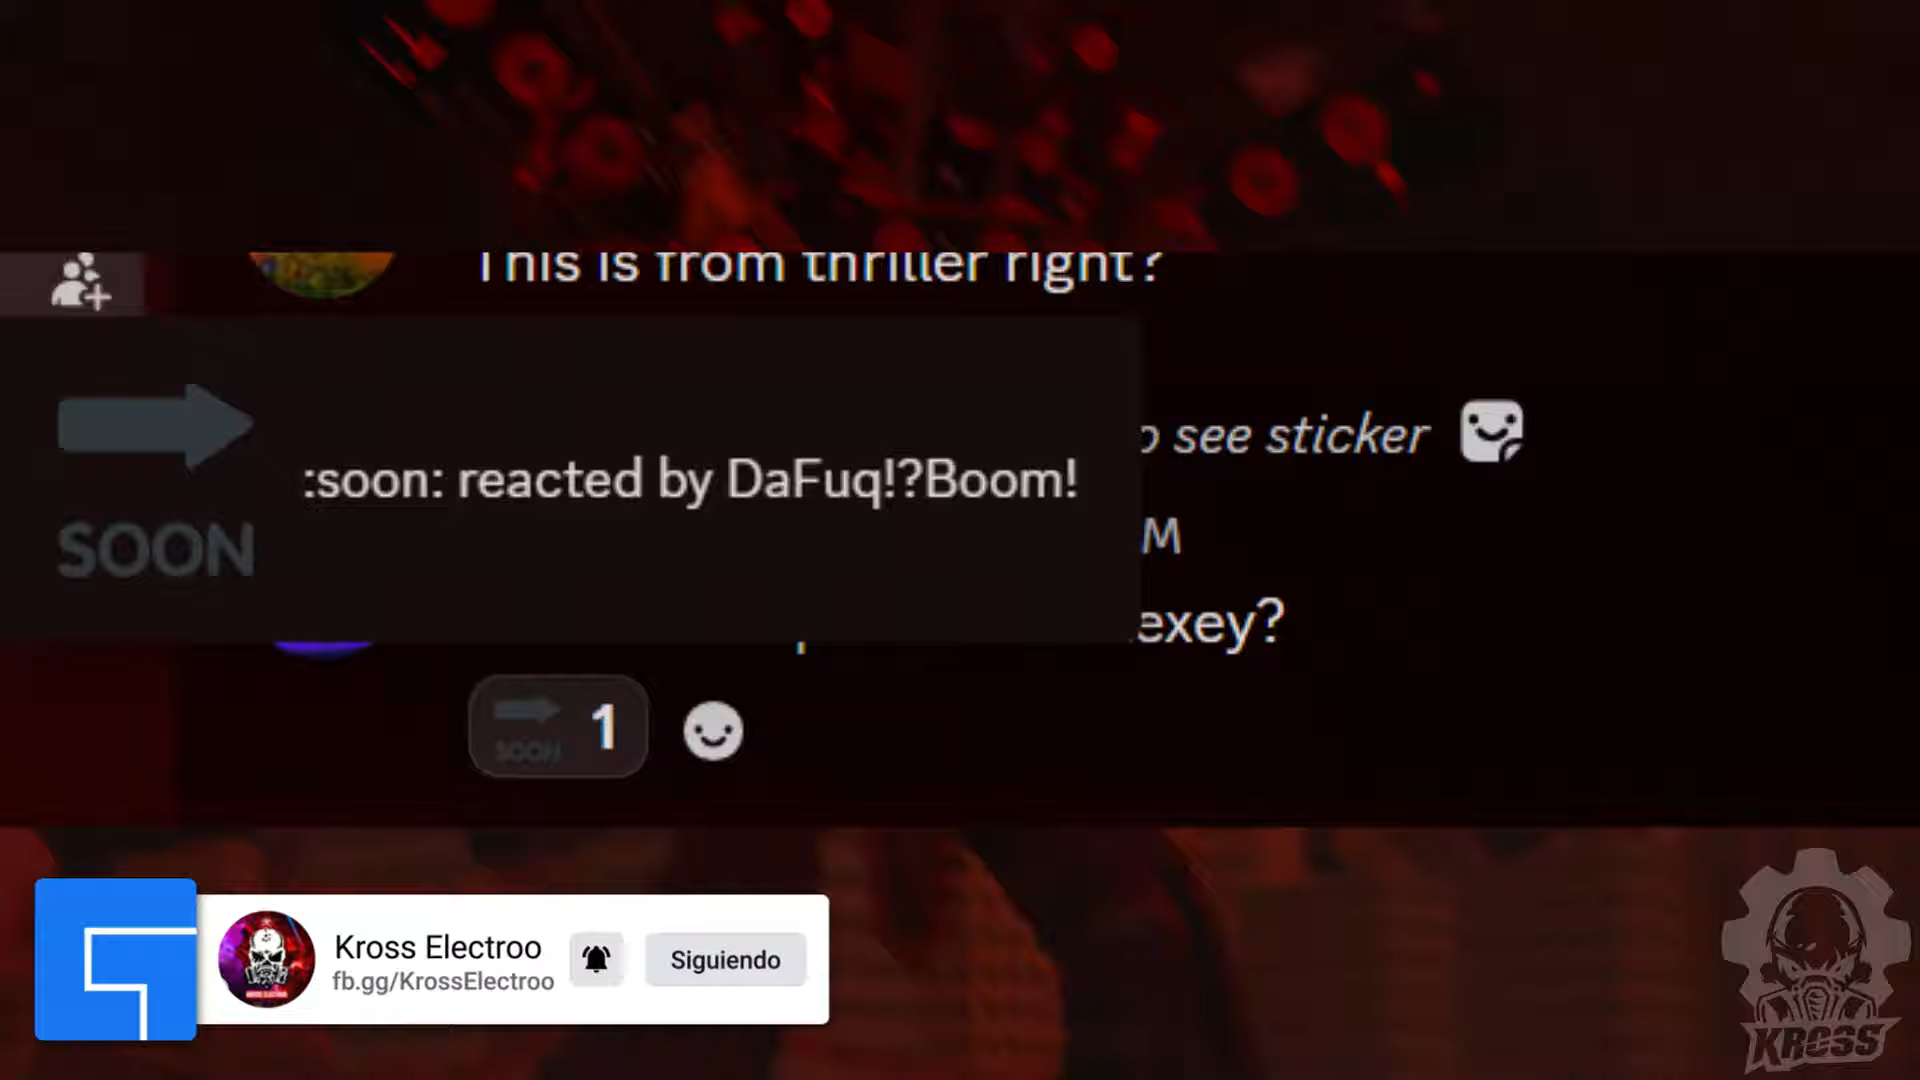 This is from thriller right?
see sticker
:soon: reacted by DaFuq!?Boom!
SOON
M
exey?
SOON 1
Kross Electroo
fb.gg/KrossElectroo
Siguiendo
KROSS